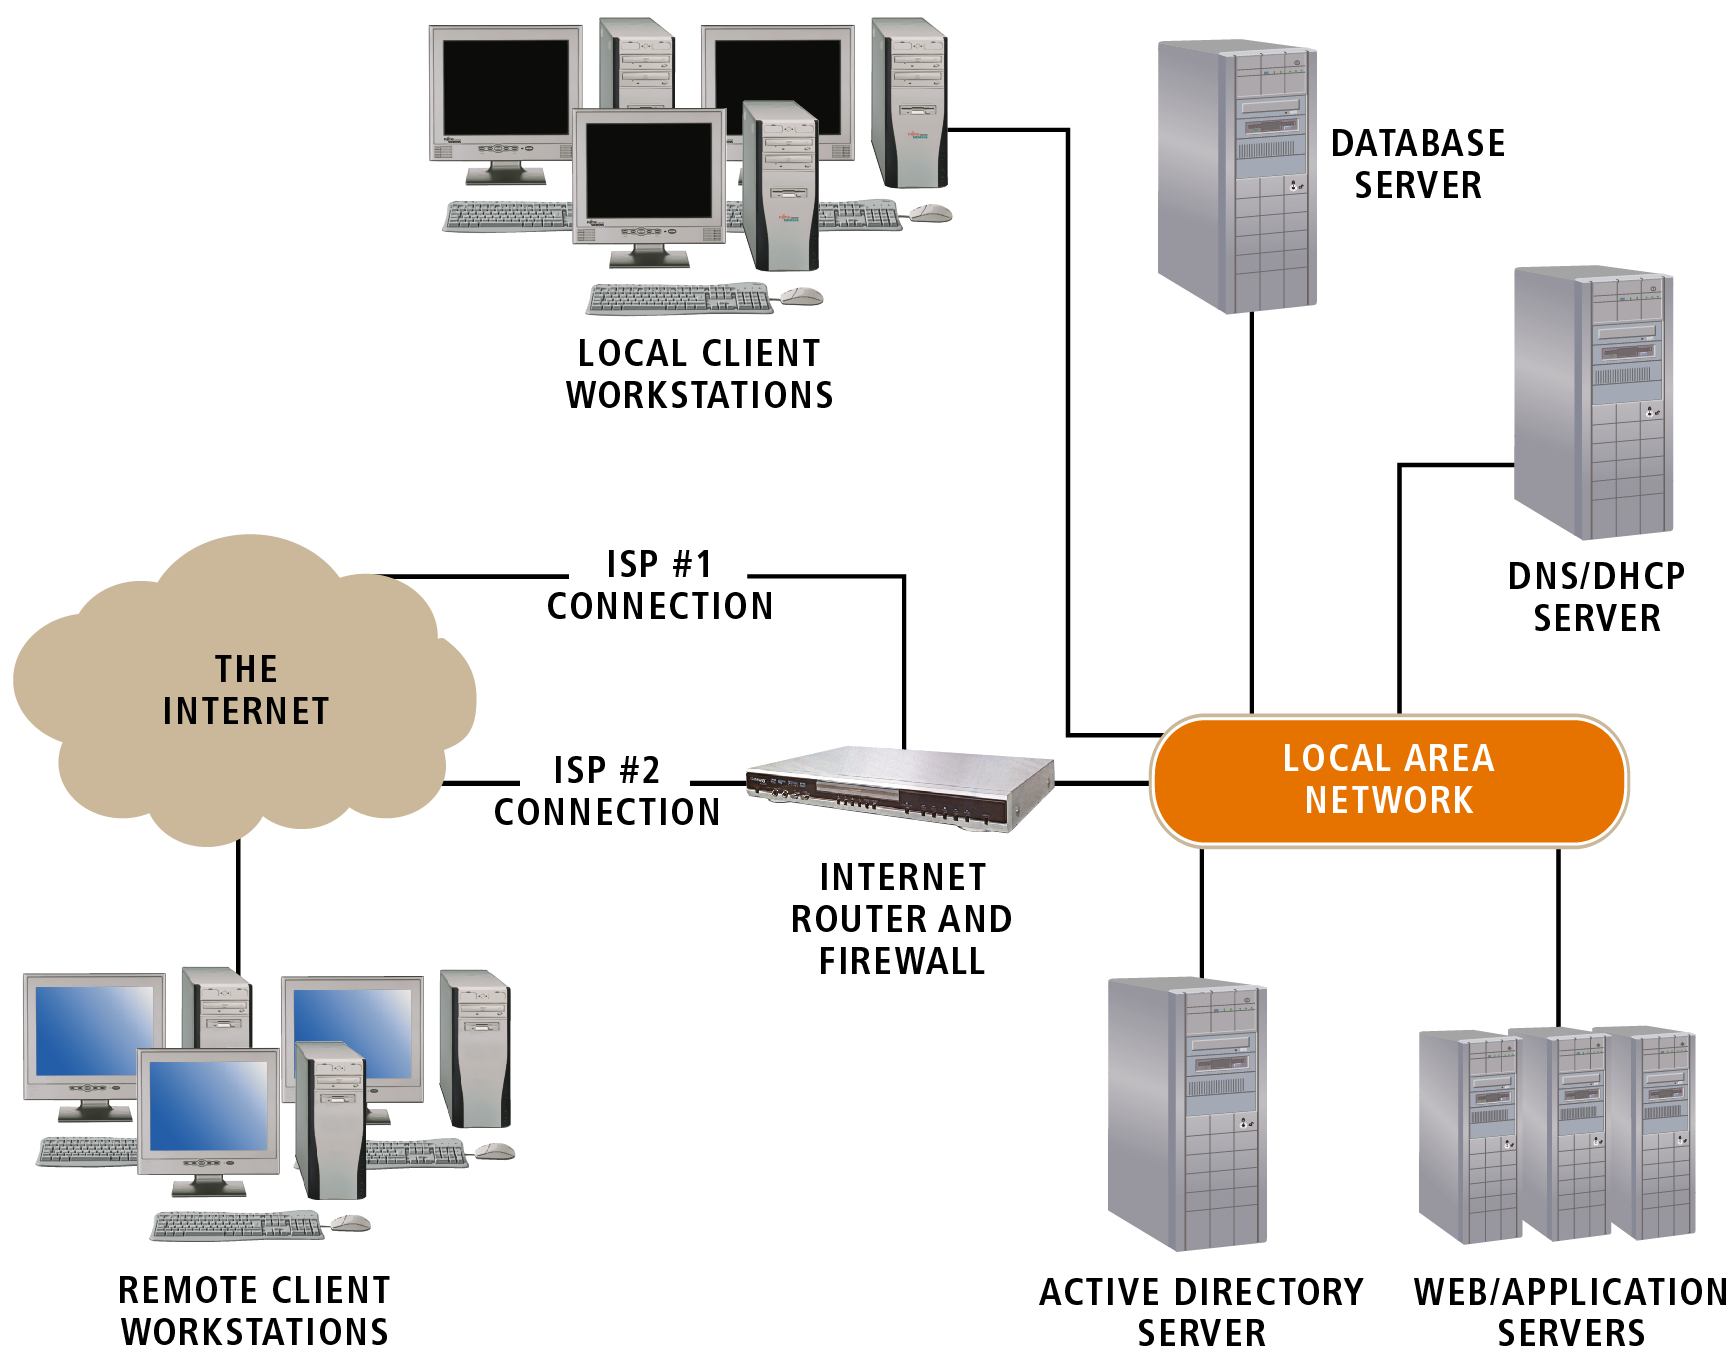 DATABASE
SERVER
LOCAL CLIENT
WORKSTATIONS
DNS/DHCP
SERVER
ISP #1
CONNECTION
THE
INTERNET
ISP #2
CONNECTION
LOCAL AREA
NETWORK
INTERNET
ROUTER AND
FIREWALL
REMOTE CLIENT
WORKSTATIONS
ACTIVE DIRECTORY
SERVER
WEB/APPLICATION
SERVERS